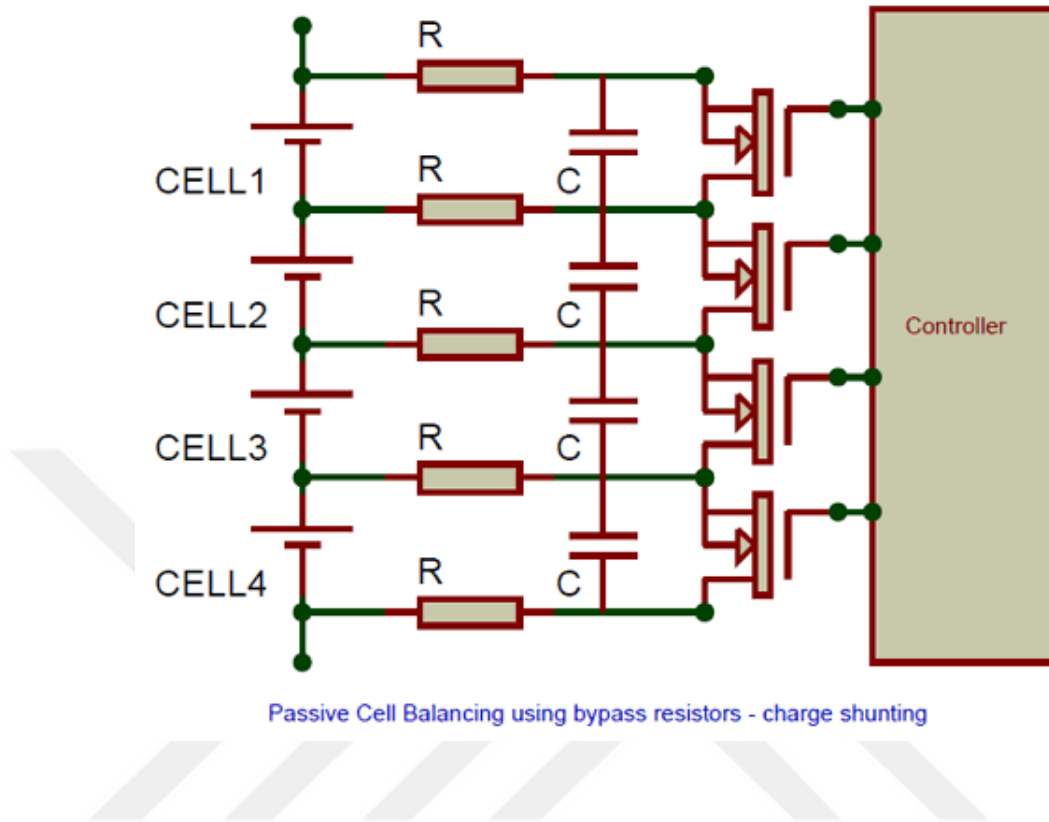 R
CELL1
R
C
CELL2
R
C
Controller
CELL3
R
C
CELL4
R
C
Passive Cell Balancing using bypass resistors - charge shunting